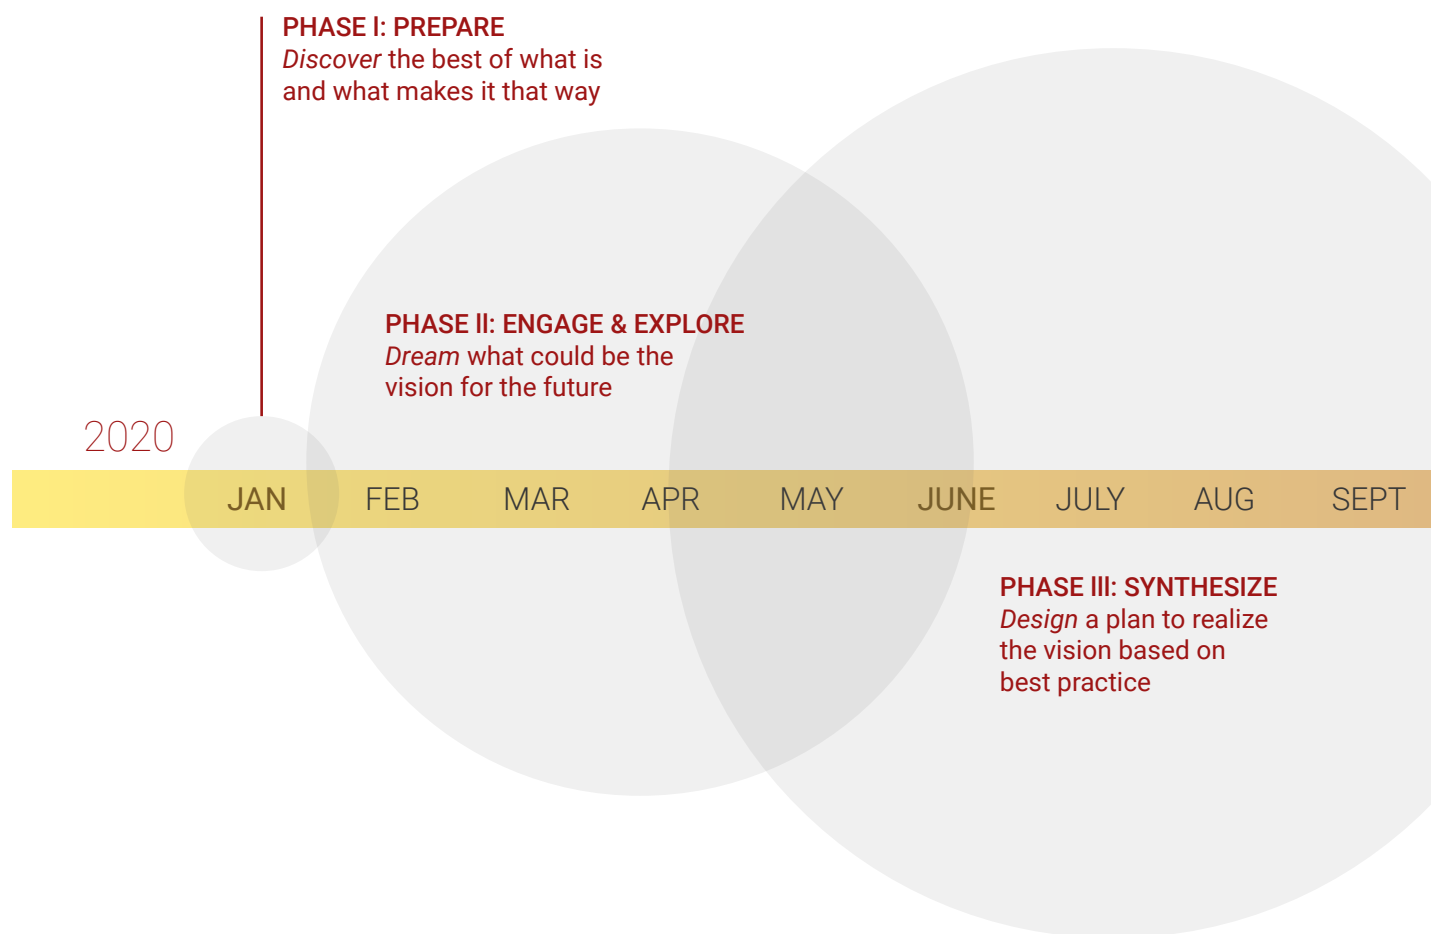 PHASE I: PREPARE
Discover the best of what is
and what makes it that way
PHASE II: ENGAGE & EXPLORE
Dream what could be the
vision for the future
2020
JAN FEB MAR APR MAY JUNE JULY AUG SEPT
PHASE III: SYNTHESIZE
Design a plan to realize
the vision based on
best practice